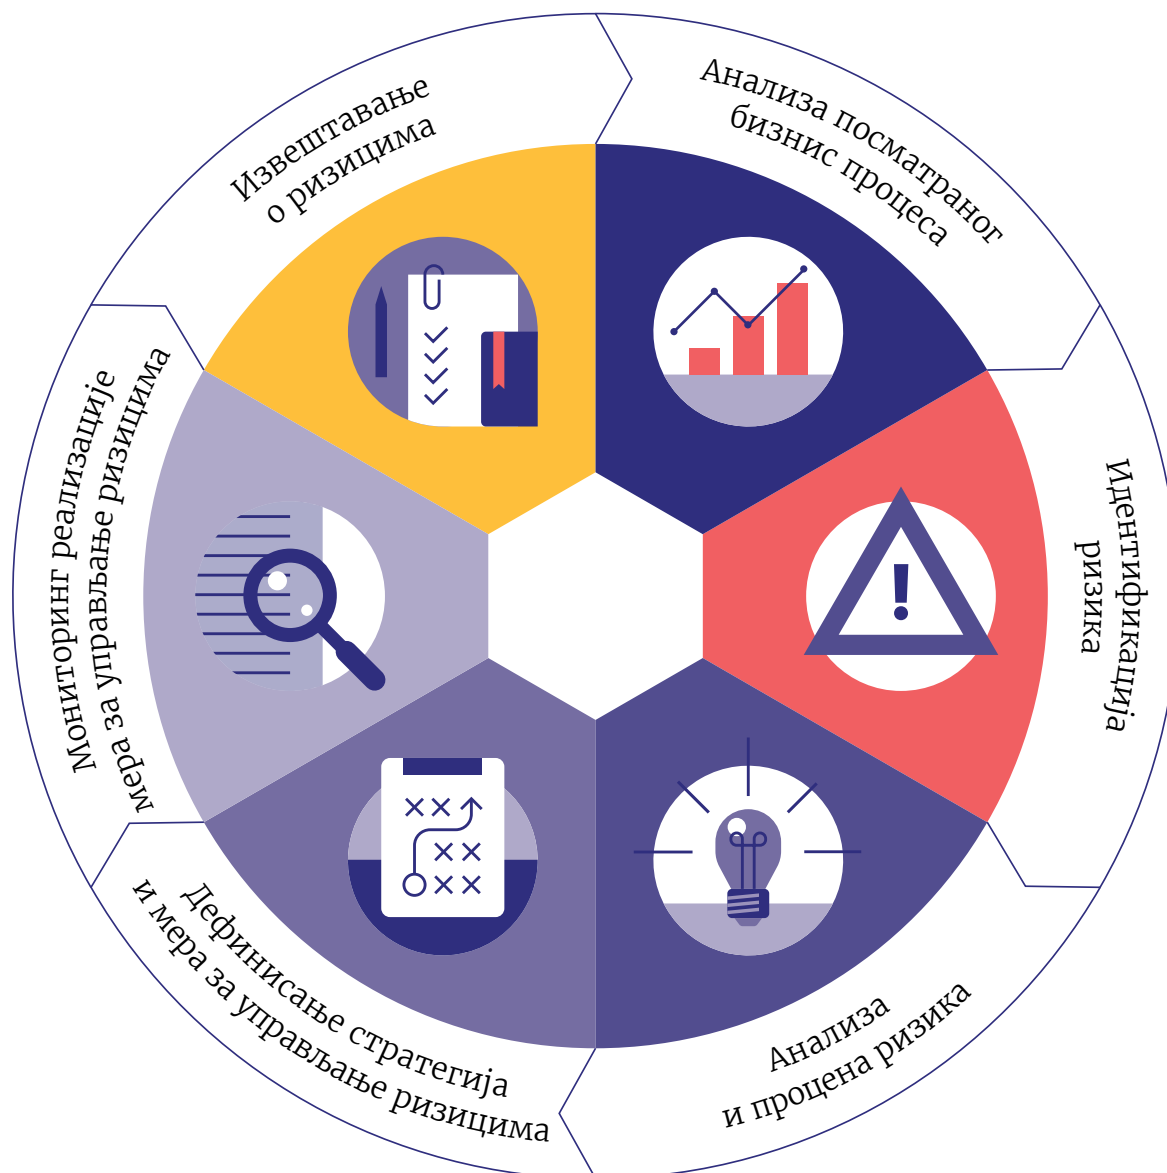 Анализа посматраног
бизнис процеса
Идентификација
ризика
!
Анализа
и процена ризика
Дефинисање стратегија
и мера за управљање ризицима
Мониторинг реализације
мера за управљање ризицима
Извештавање
о ризицима